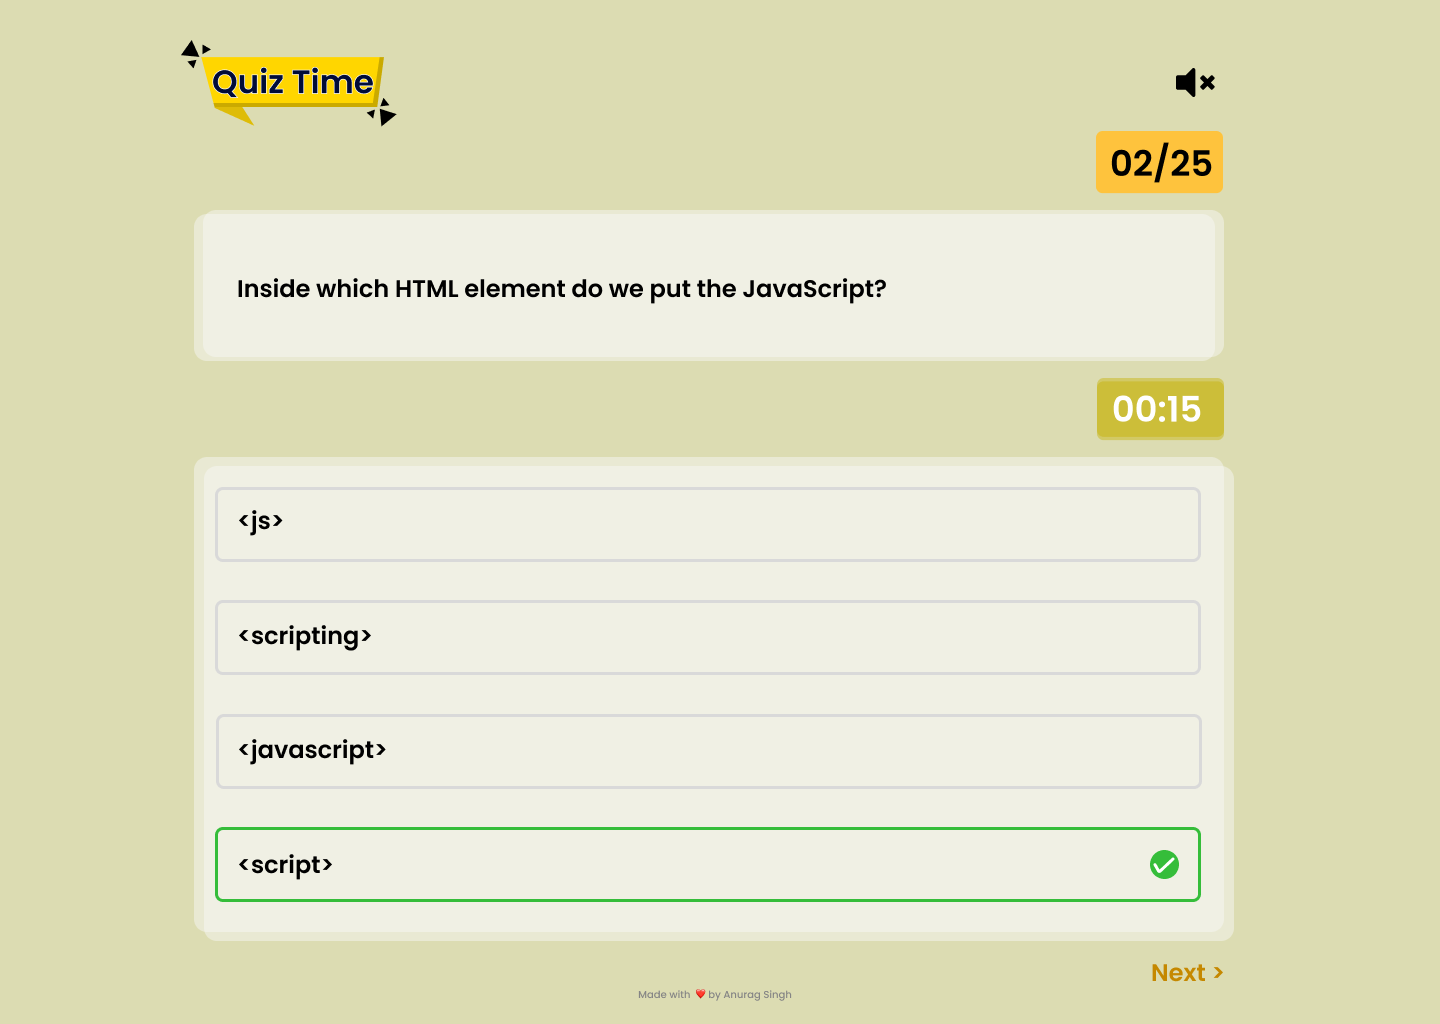 Quiz Time
02/25
Inside which HTML element do we put the JavaScript?
00:15
<js>
<scripting>
<javascript>
<script>
Next >
Made with ❤️ by Anurag Singh